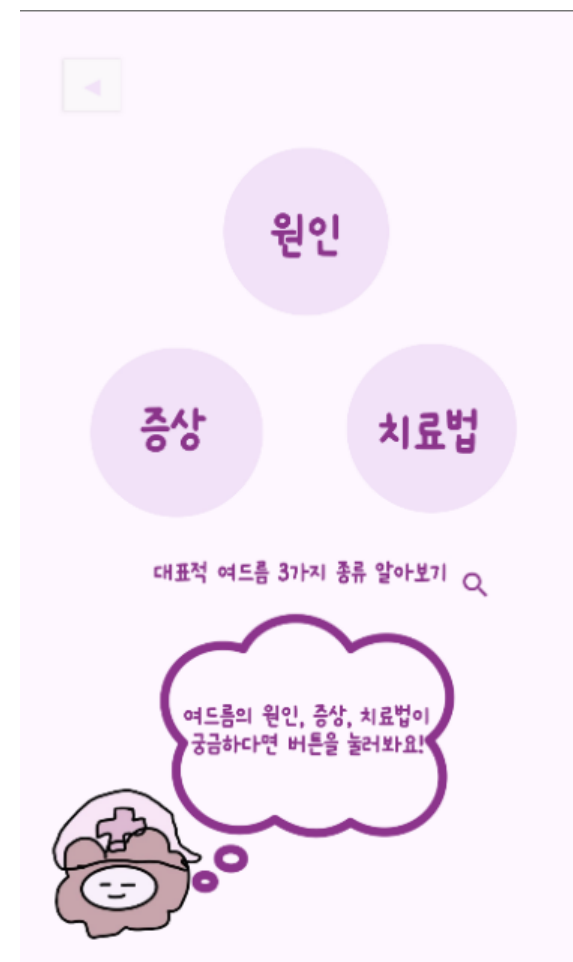 원인
증상
치료법
대표적 여드름 3가지 종류 알아보기
여드름의 원인, 증상, 치료법이
궁금하다면 버튼을 눌러봐요!